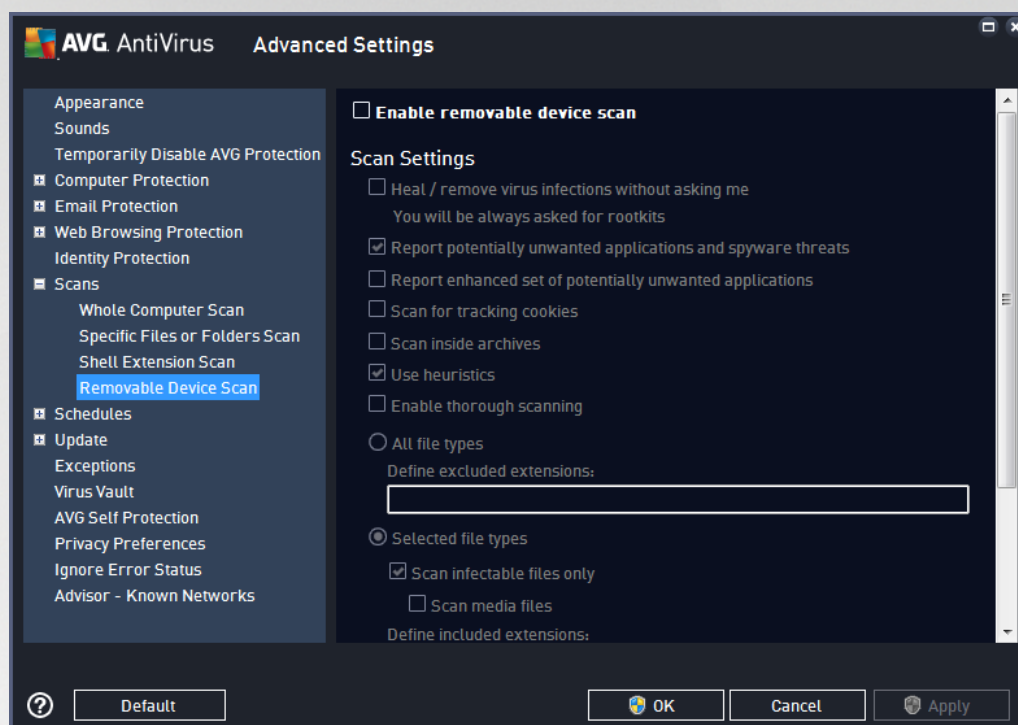 AVG. AntiVirus Advanced Settings
Appearance
Sounds
Temporarily Disable AVG Protection
Computer Protection
Email Protection
Web Browsing Protection
Identity Protection
Scans
Whole Computer Scan
Specific Files or Folders Scan
Shell Extension Scan
Removable Device Scan
Schedules
Update
Exceptions
Virus Vault
AVG Self Protection
Privacy Preferences
Ignore Error Status
Advisor - Known Networks
Enable removable device scan
Scan Settings
Heal / remove virus infections without asking me
You will be always asked for rootkits
Report potentially unwanted applications and spyware threats
Report enhanced set of potentially unwanted applications
Scan for tracking cookies
Scan inside archives
Use heuristics
Enable thorough scanning
All file types
Define excluded extensions:
Selected file types
Scan infectable files only
Scan media files
Define included extensions:
? Default OK Cancel Apply